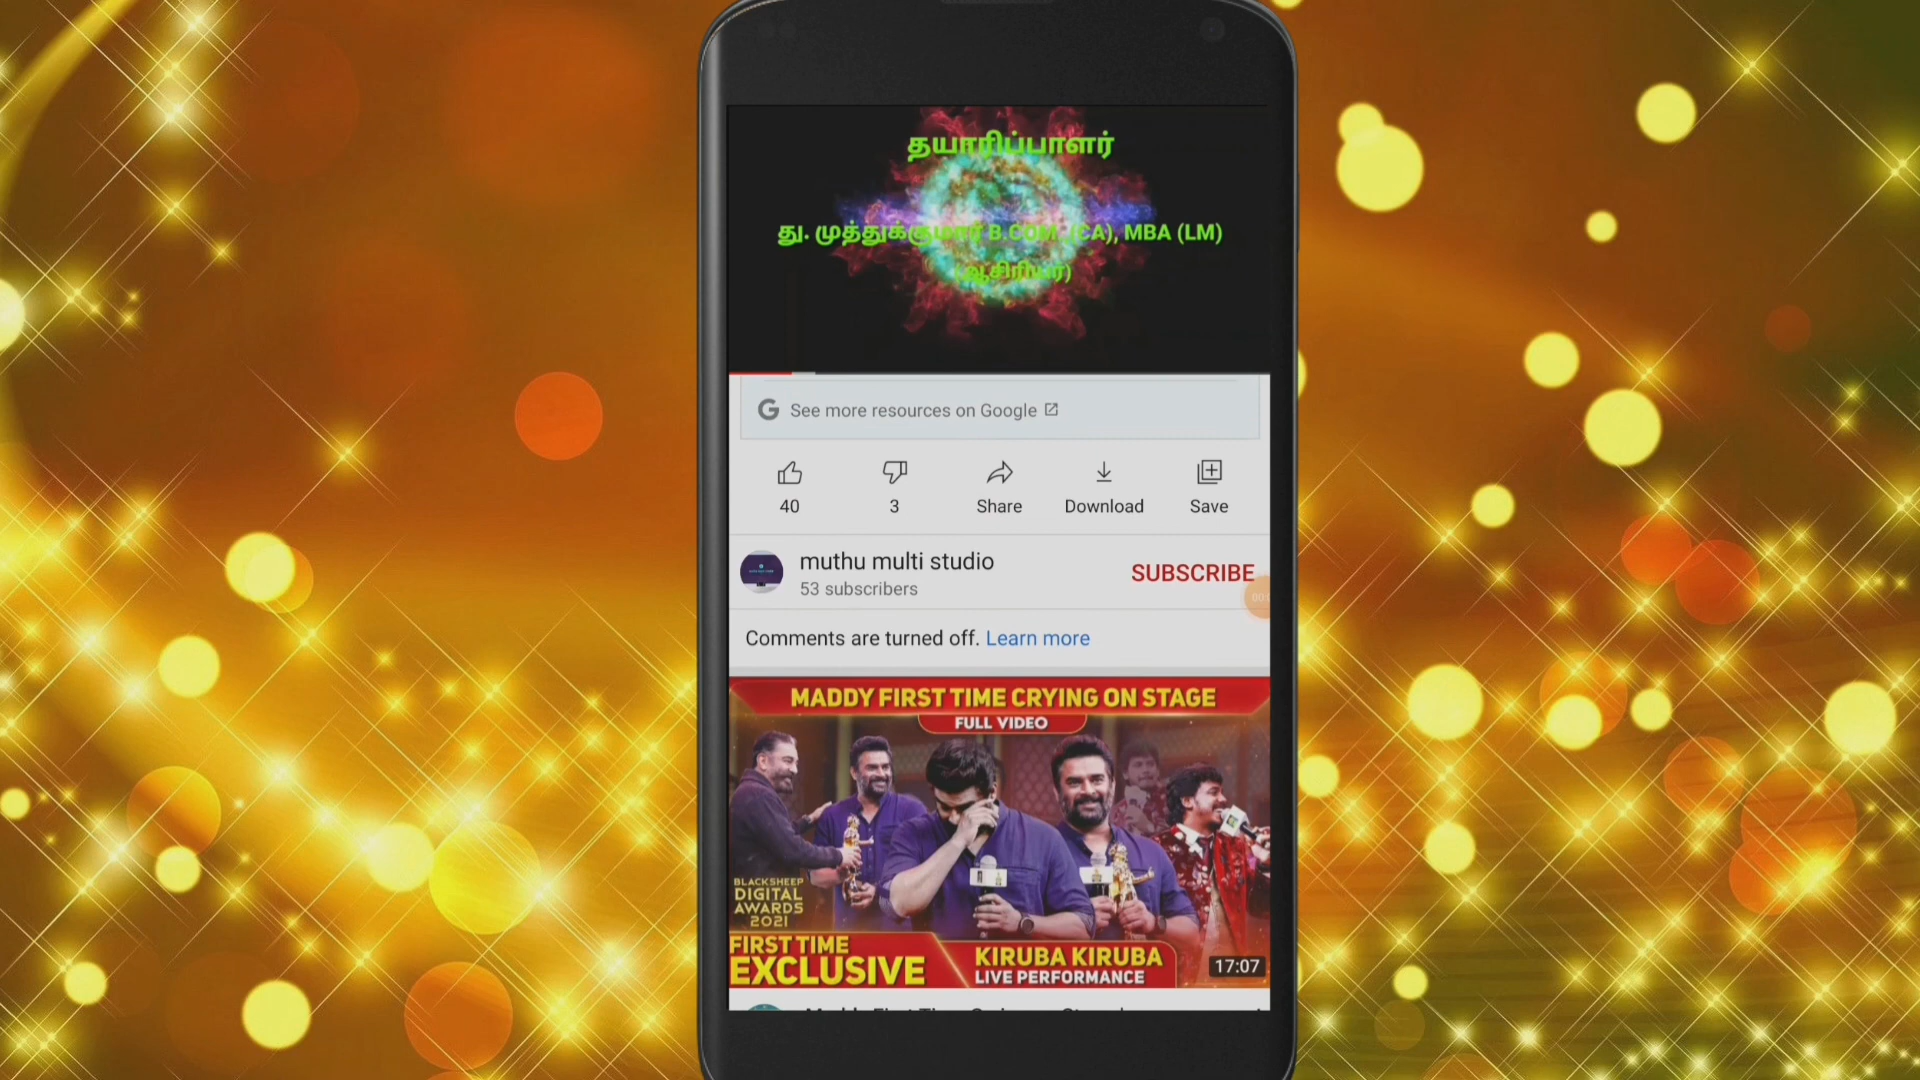 தயாரிப்பாளர்
து. முத்துக்குமார் B.COM (CA), MBA (LM)
(ஆசிரியர்)
See more resources on Google
40
3
Share
Download
Save
muthu multi studio
53 subscribers
SUBSCRIBE
Comments are turned off. Learn more
MADDY FIRST TIME CRYING ON STAGE
FULL VIDEO
BLACKSHEEP
DIGITAL
AWARDS
2021
FIRST TIME
EXCLUSIVE
KIRUBA KIRUBA
LIVE PERFORMANCE
17:07